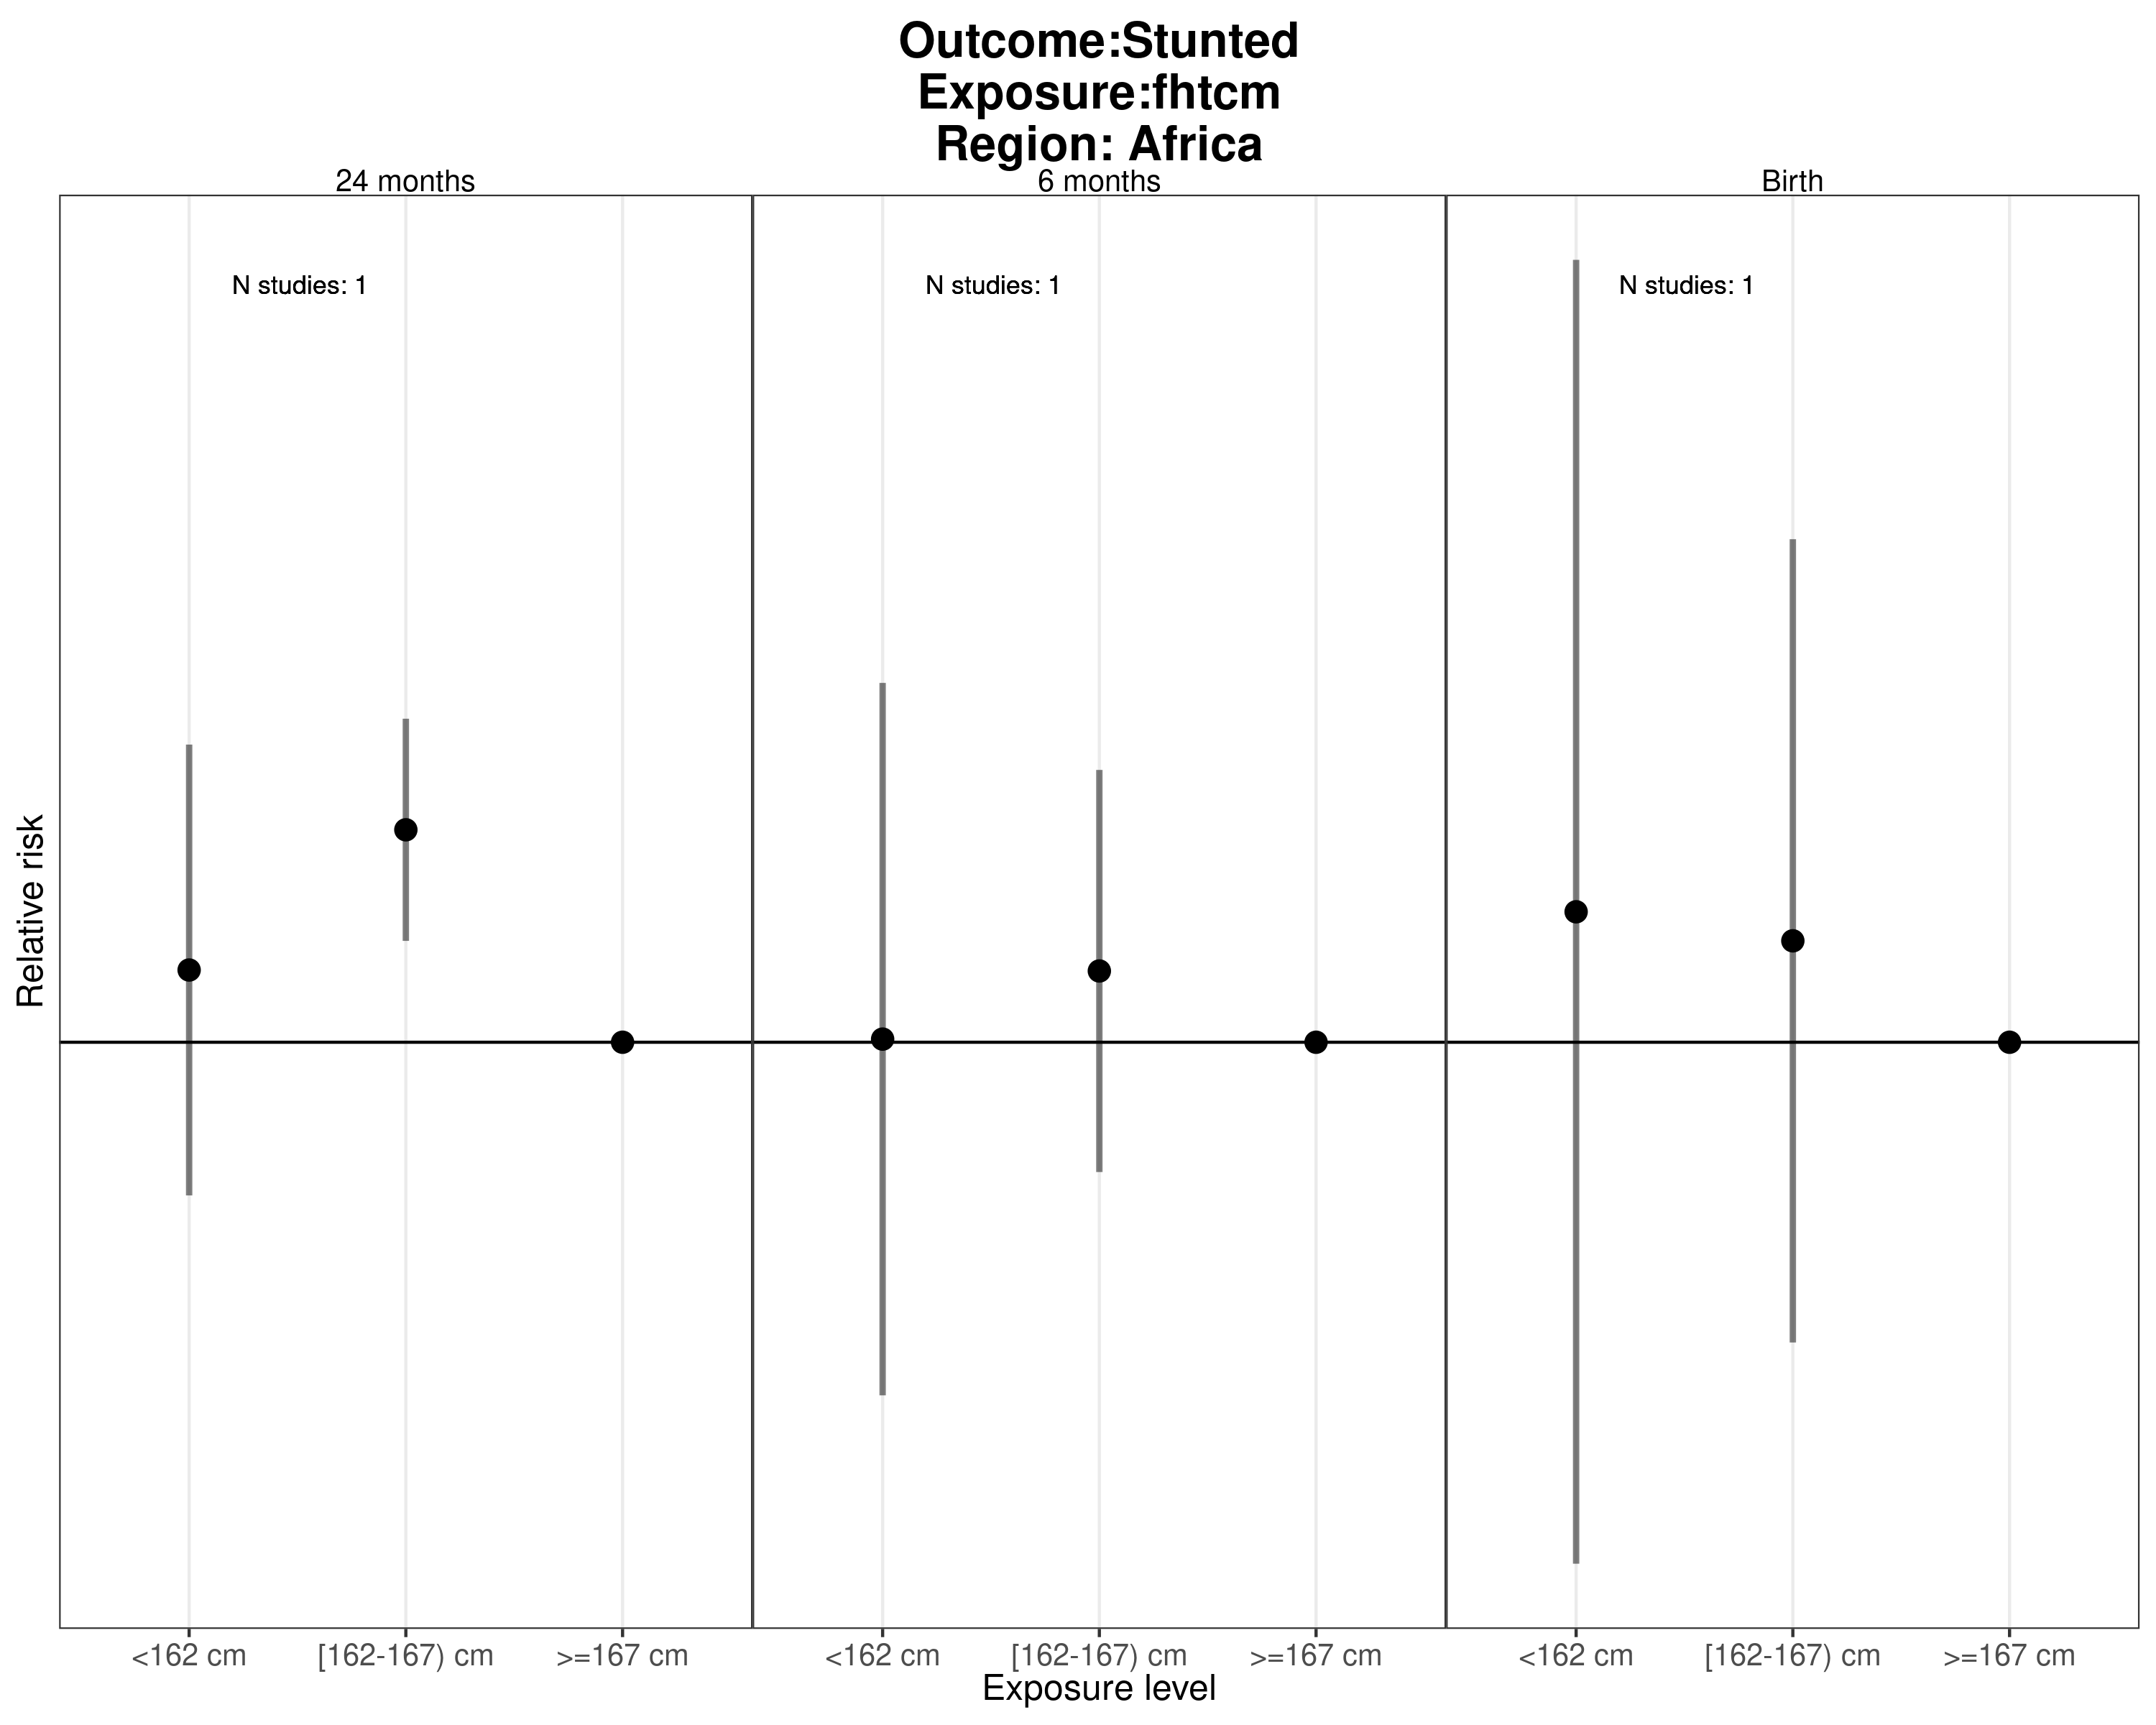 Outcome:Stunted
Exposure:fhtcm
Region: Africa
24 months
6 months
Birth
N studies: 1
N studies: 1
N studies: 1
Relative risk
<162 cm
[162-167) cm
>=167 cm
<162 cm
[162-167) cm
>=167 cm
<162 cm
[162-167) cm
>=167 cm
Exposure level